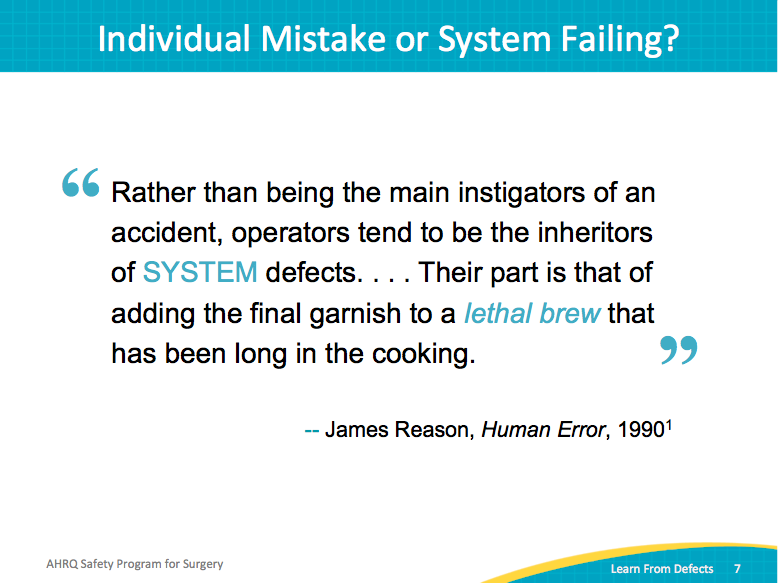 Individual Mistake or System Failing?
“ Rather than being the main instigators of an
accident, operators tend to be the inheritors
of SYSTEM defects. . . . Their part is that of
adding the final garnish to a lethal brew that
has been long in the cooking. ”
-- James Reason, Human Error, 1990¹
AHRQ Safety Program for Surgery
Learn From Defects 7